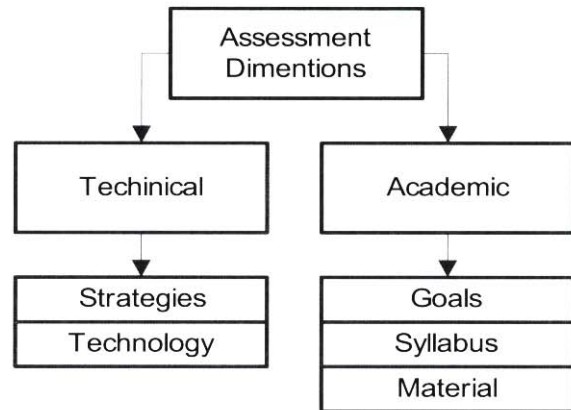 Assessment
Dimentions
Techinical
Academic
Strategies
Technology
Goals
Syllabus
Material